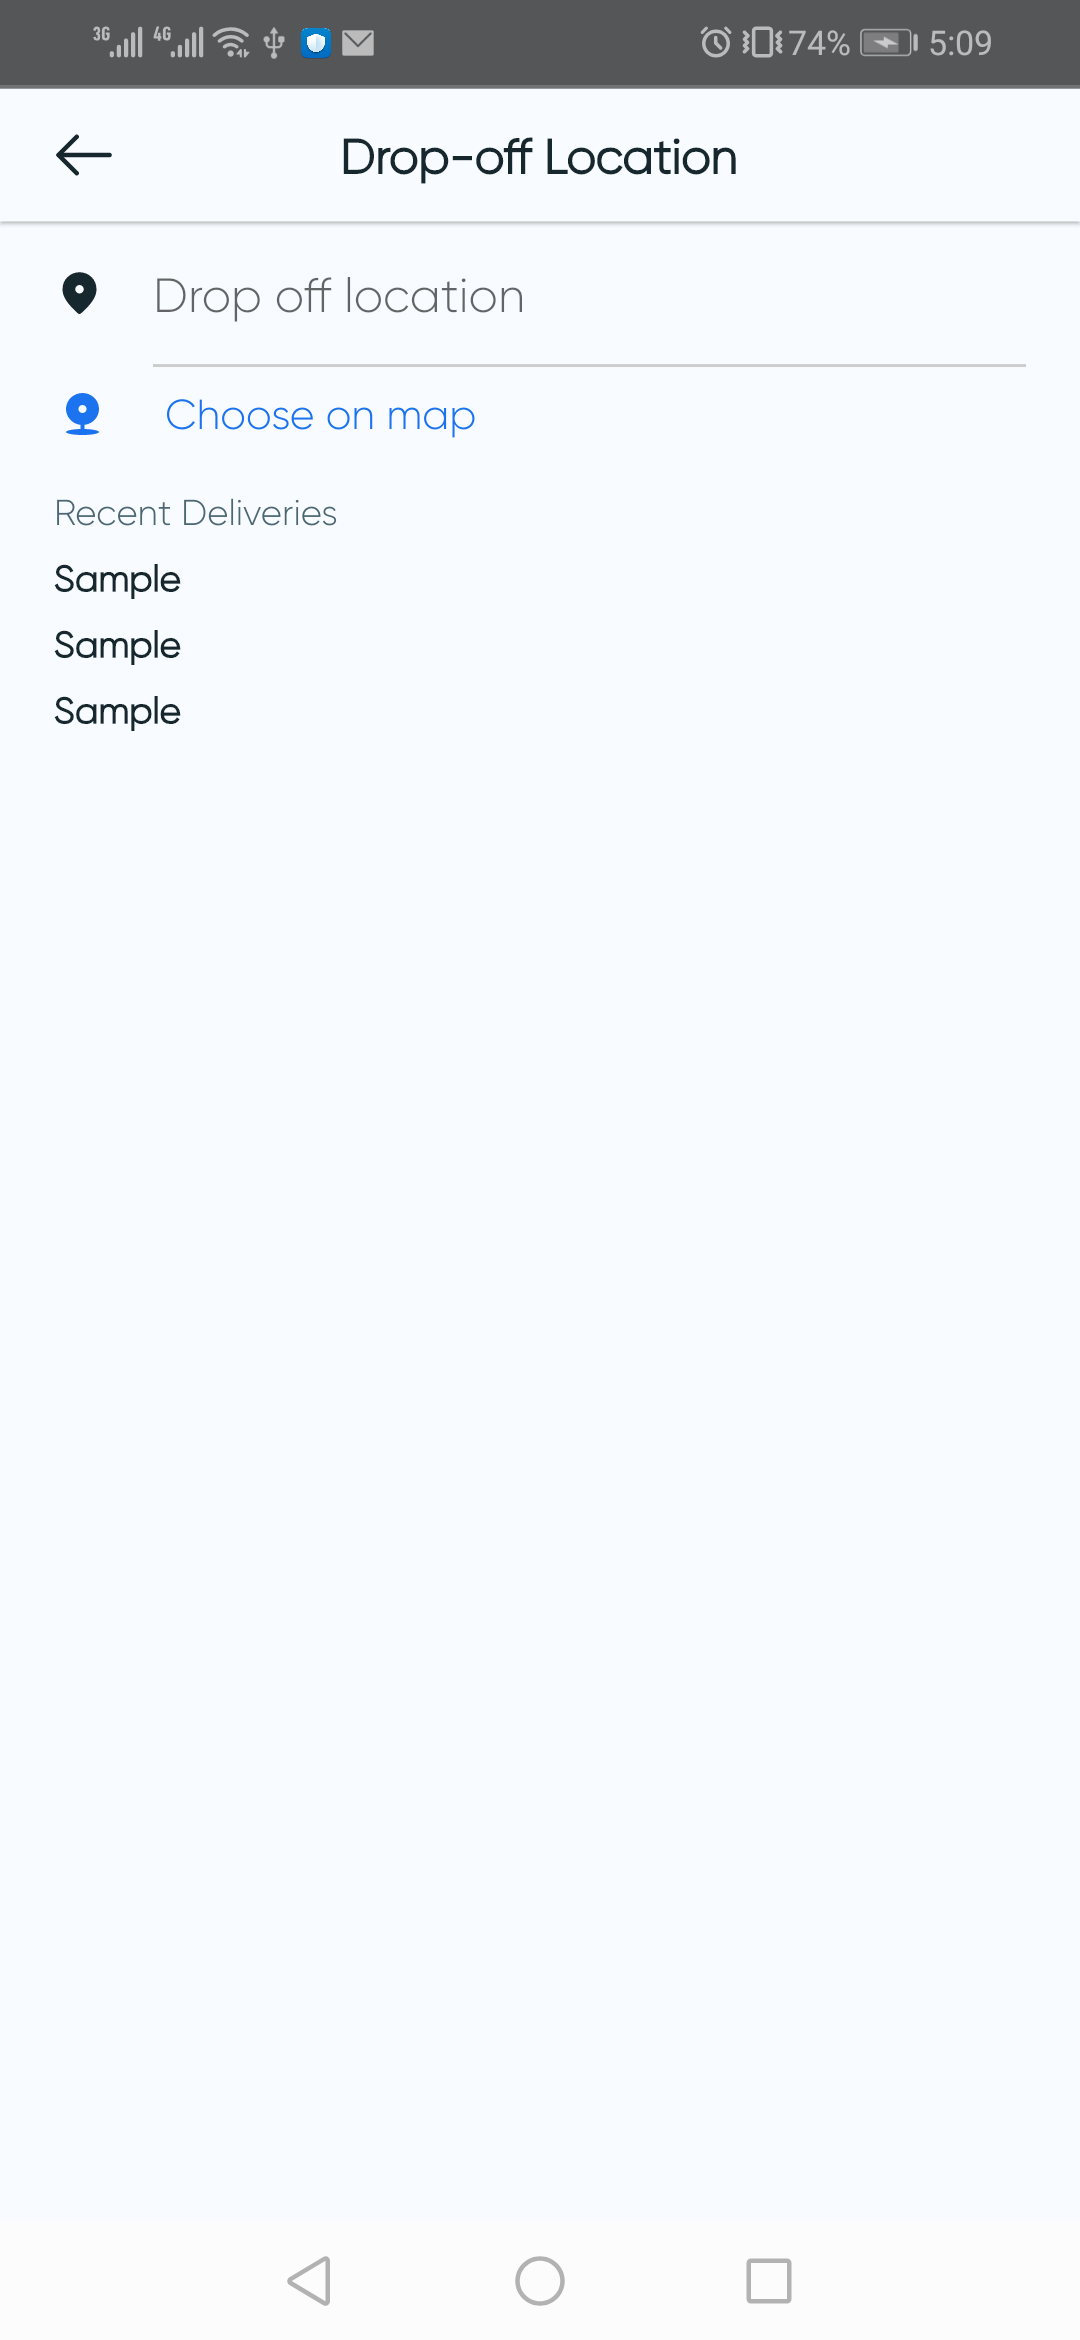 3G 4G 74% 5:09
Drop-off Location
Drop off location
Choose on map
Recent Deliveries
Sample
Sample
Sample